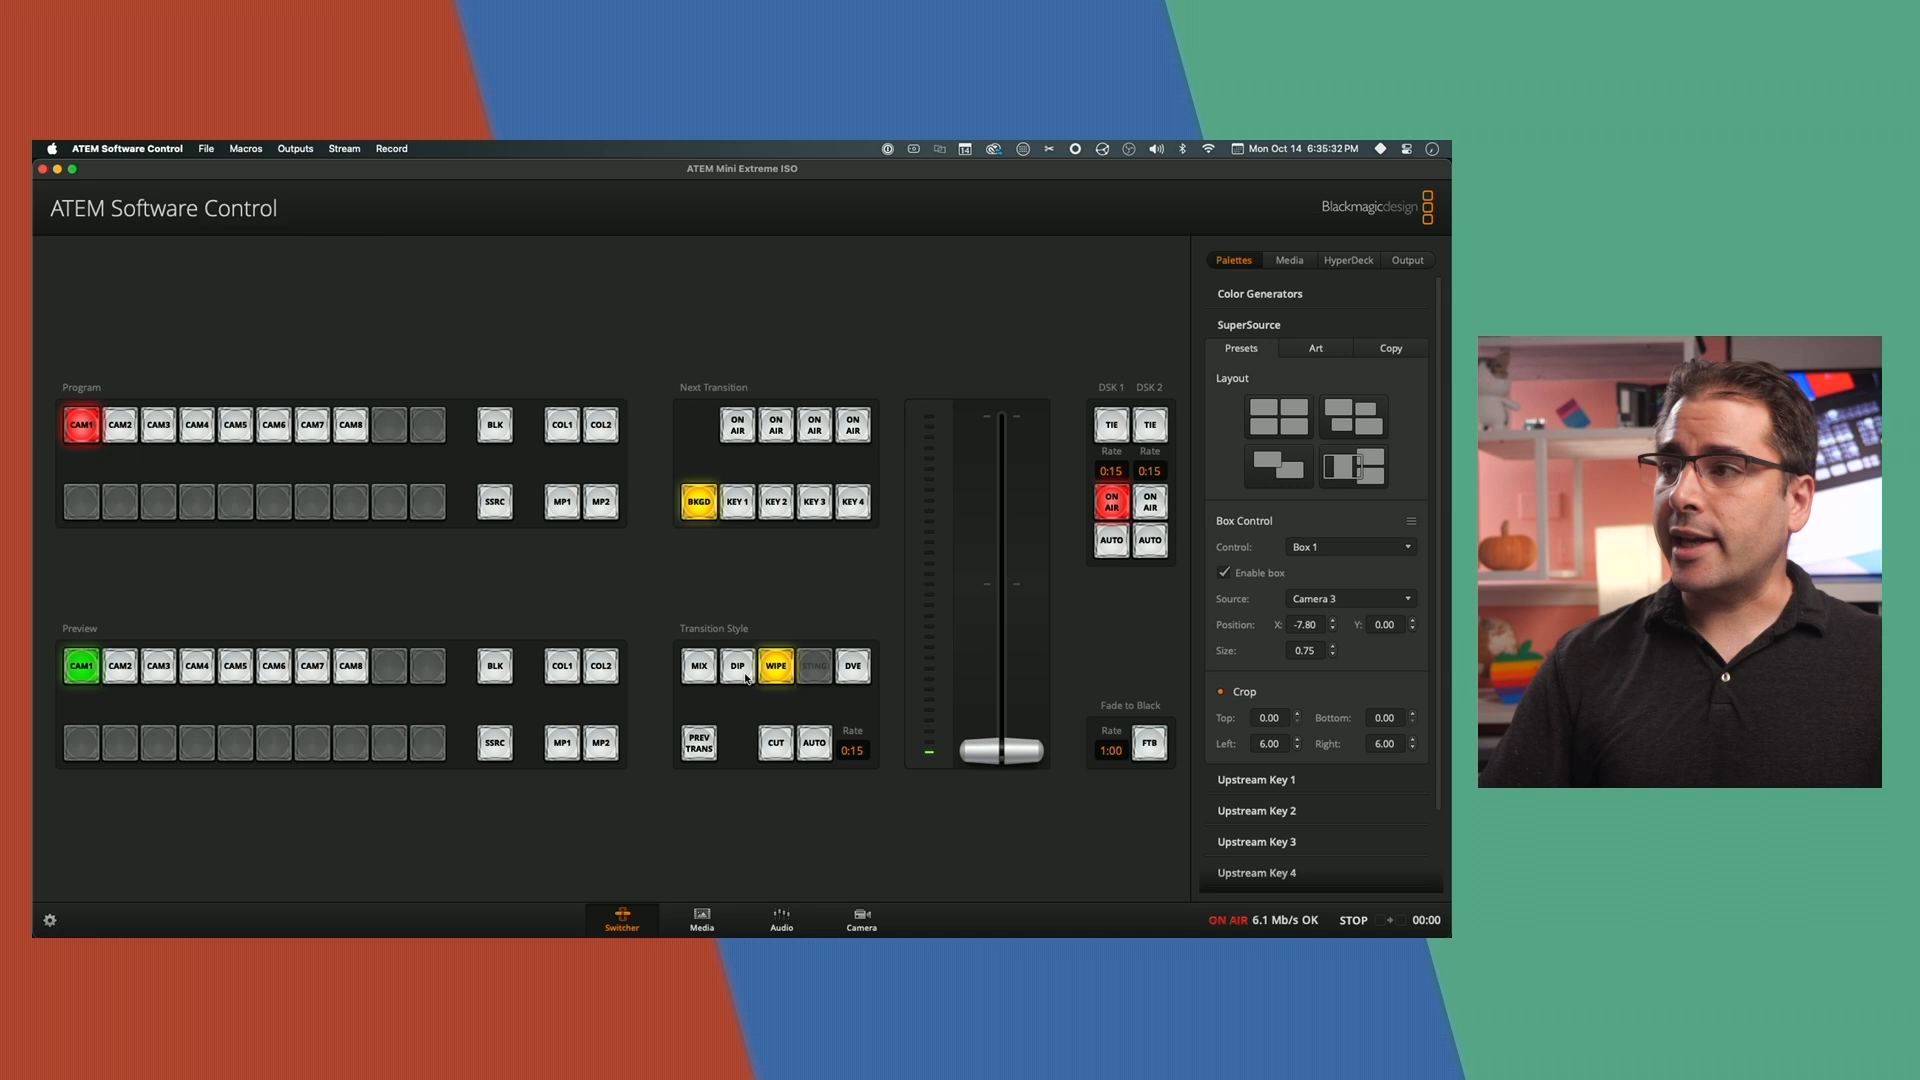 ATEM Software Control File Macros Outputs Stream Record 14 Mon Oct 14 6:35:32 PM
ATEM Mini Extreme ISO
ATEM Software Control
Blackmagicdesign
Palettes Media HyperDeck Output
Color Generators
SuperSource
Presets Art Copy
Layout
Program
CAM1 CAM2 CAM3 CAM4 CAM5 CAM6 CAM7 CAM8 BLK COL1 COL2
SSRC MP1 MP2
Next Transition
ON AIR ON AIR ON AIR ON AIR
BKGD KEY 1 KEY 2 KEY 3 KEY 4
DSK 1 DSK 2
TIE TIE
Rate Rate
0:15 0:15
ON AIR ON AIR
AUTO AUTO
Box Control
Control: Box 1
Enable box
Source: Camera 3
Position: X: -7.80 Y: 0.00
Size: 0.75
Crop
Top: 0.00 Bottom: 0.00
Left: 6.00 Right: 6.00
Upstream Key 1
Upstream Key 2
Upstream Key 3
Upstream Key 4
Preview
CAM1 CAM2 CAM3 CAM4 CAM5 CAM6 CAM7 CAM8 BLK COL1 COL2
SSRC MP1 MP2
Transition Style
MIX DIP WIPE STING DVE
PREV TRANS CUT AUTO Rate 0:15
Fade to Black
Rate
1:00 FTB
Switcher Media Audio Camera
ON AIR 6.1 Mb/s OK STOP 00:00